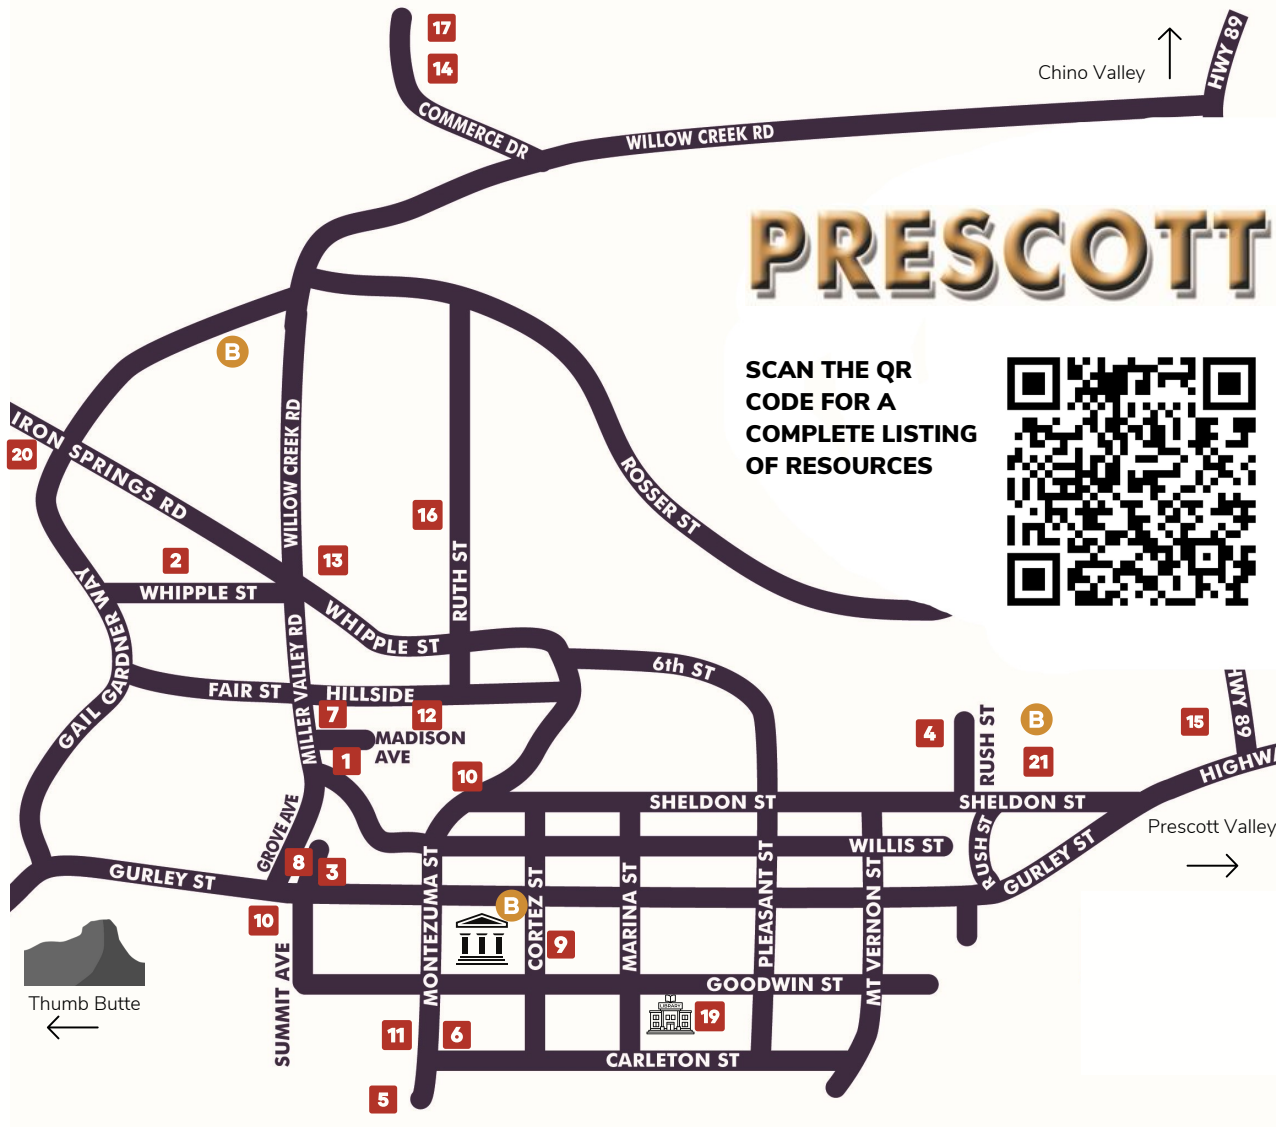 17
14
COMMERCE DR
WILLOW CREEK RD
HWY 89
Chino Valley
PRESCOTT
SCAN THE QR
CODE FOR A
COMPLETE LISTING
OF RESOURCES
B
WILLOW CREEK RD
IRON SPRINGS RD
20
16
RUTH ST
ROSSER ST
2
13
WHIPPLE ST
WHIPPLE ST
GAIL GARDNER WAY
MILLER VALLEY RD
FAIR ST
HILLSIDE
6th ST
7
12
MADISON
AVE
1
10
4
RUSH ST
B
21
15
HWY 89
HIGHWA
SHELDON ST
SHELDON ST
Prescott Valley
GROVE AVE
WILLIS ST
RUSH ST
GURLEY ST
8
3
GURLEY ST
10
MONTEZUMA ST
B
CORTEZ ST
9
MARINA ST
PLEASANT ST
MT VERNON ST
SUMMIT AVE
Thumb Butte
GOODWIN ST
LIBRARY
19
11
6
CARLETON ST
5